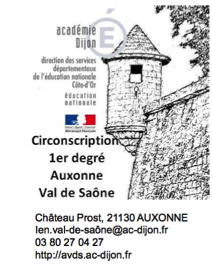 académie
Dijon
direction des services
départementaux
de l'éducation nationale
Côte-d'Or
éducation
nationale
RÉPUBLIQUE FRANÇAISE
Circonscription
1er degré
Auxonne
Val de Saône
Château Prost, 21130 AUXONNE
Ien.val-de-saône@ac-dijon.fr
03 80 27 04 27
http://avds.ac-dijon.fr